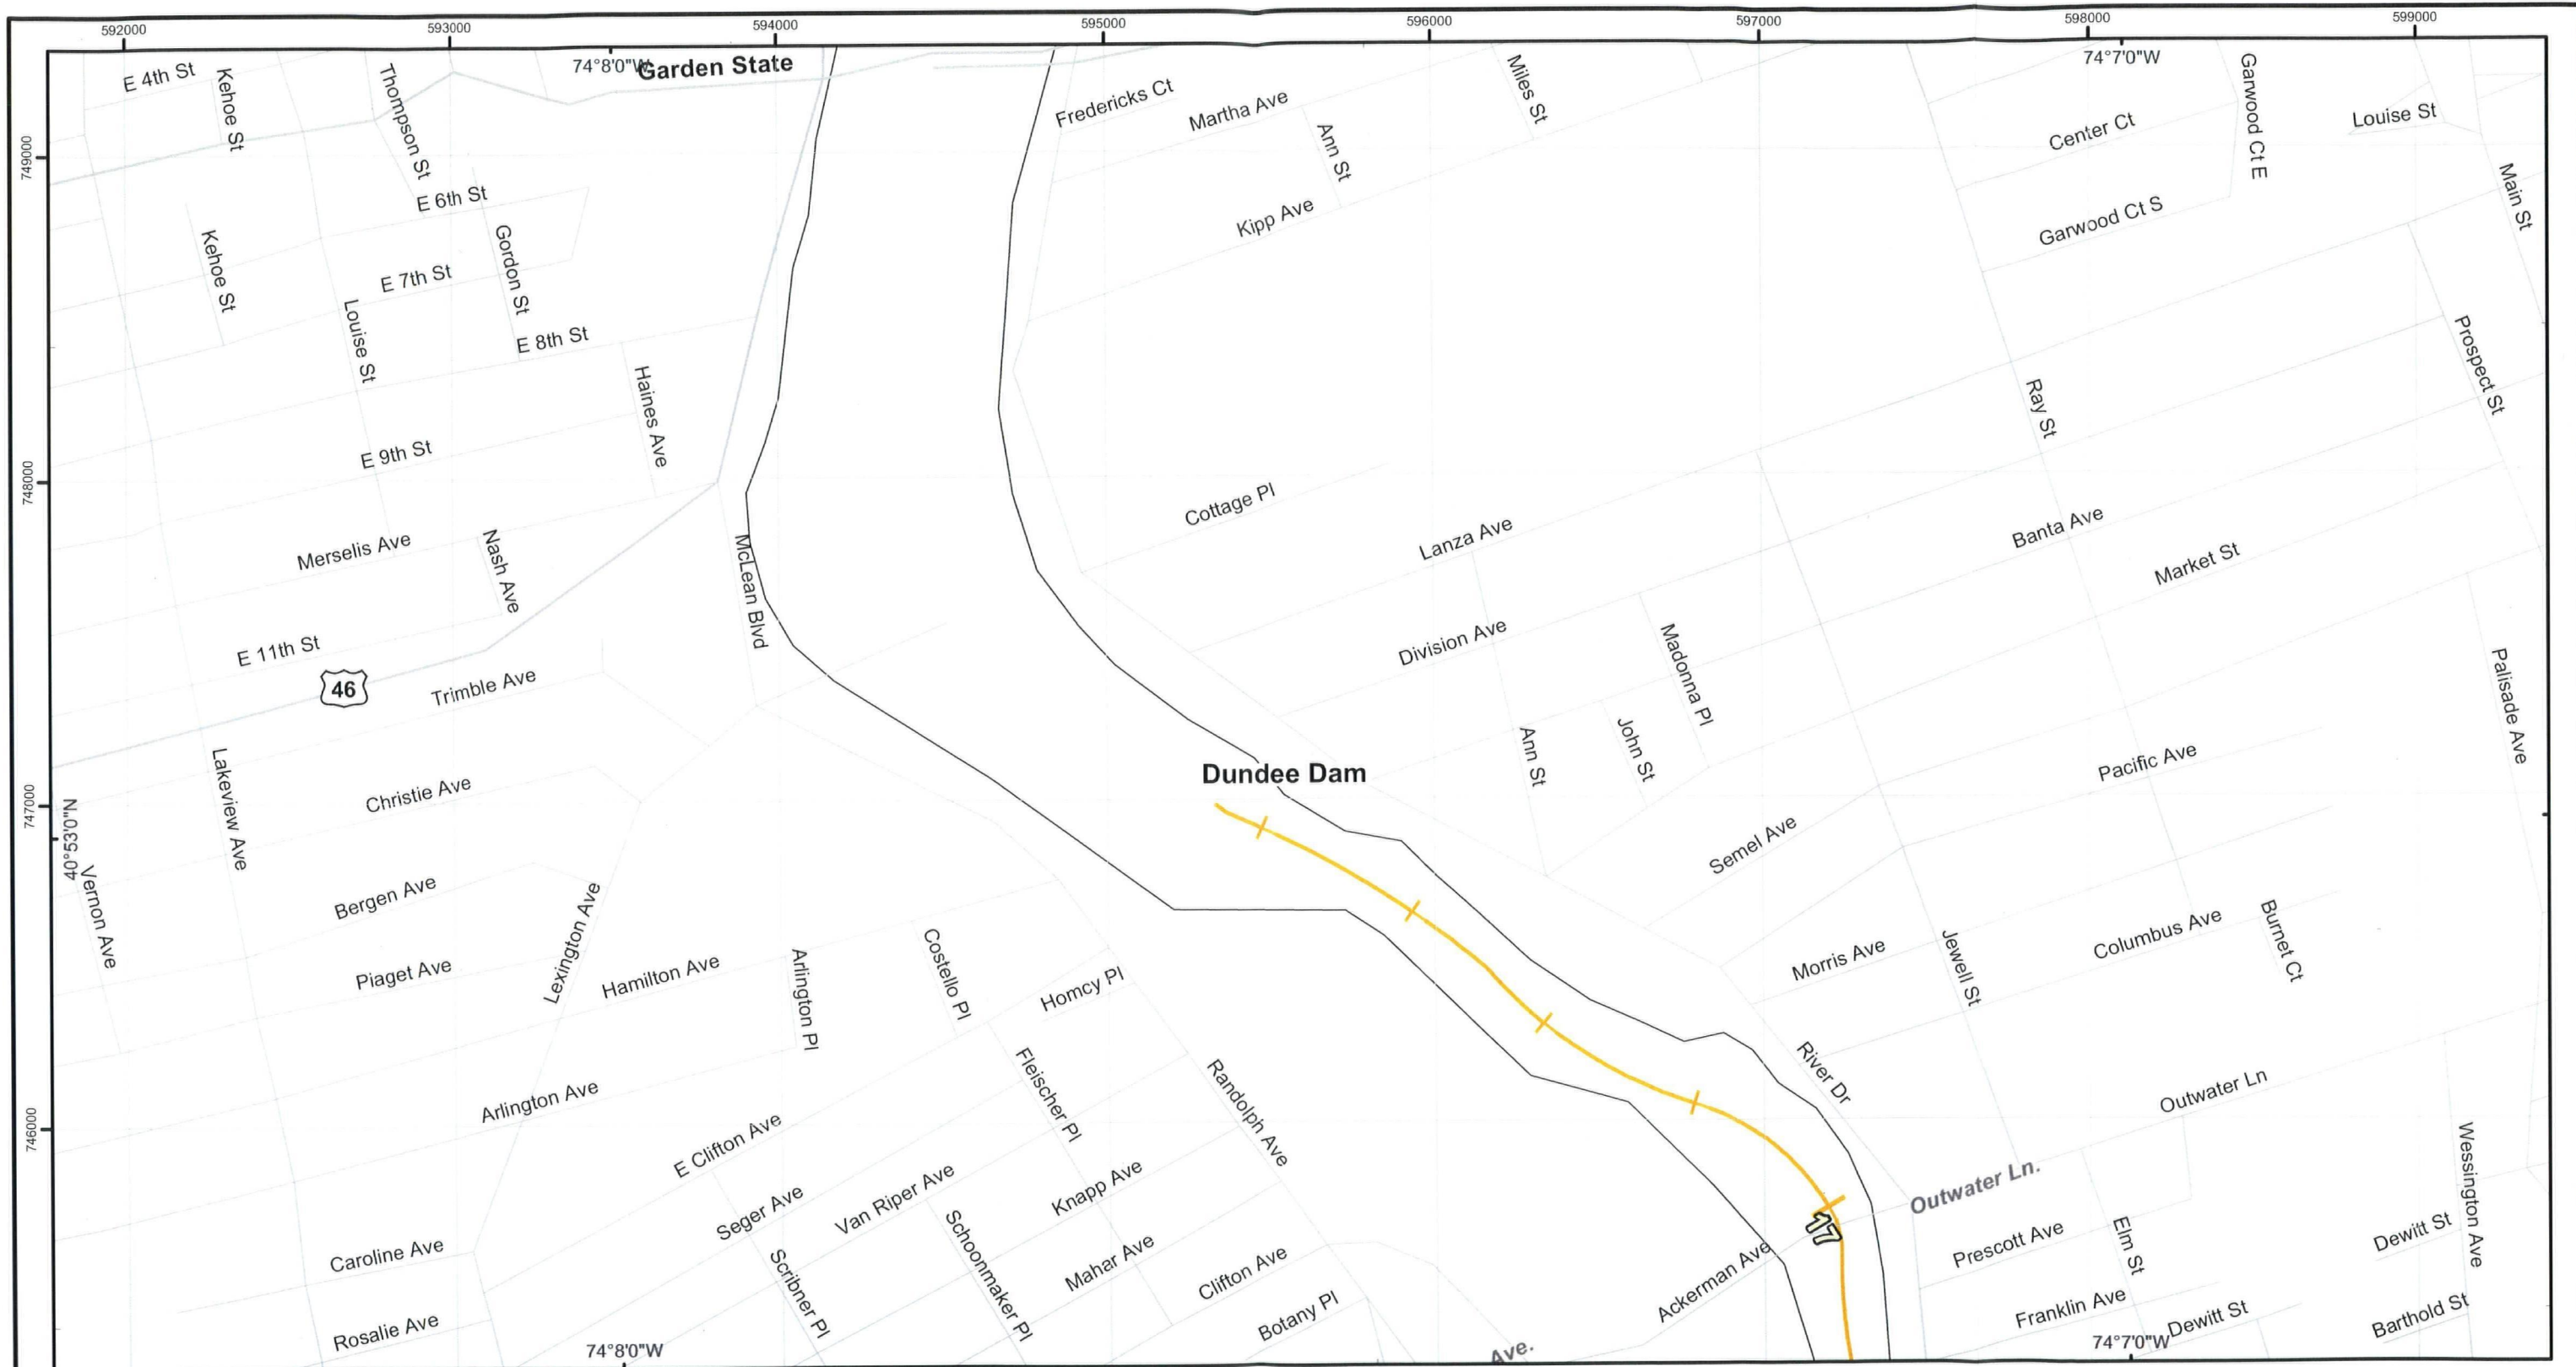 592000
593000
594000
595000
596000
597000
598000
599000
74°8'0"W
Garden State
74°7'0"W
E 4th St
Kehoe St
Thompson St
Fredericks Ct
Martha Ave
Ann St
Miles St
Center Ct
Garwood Ct E
Louise St
749000
E 6th St
Kipp Ave
Garwood Ct S
Main St
Kehoe St
E 7th St
Gordon St
Louise St
E 8th St
Haines Ave
Ray St
Prospect St
E 9th St
748000
Cottage Pl
Lanza Ave
Banta Ave
Market St
Merselis Ave
Nash Ave
McLean Blvd
E 11th St
46
Trimble Ave
Division Ave
Madonna Pl
Palisade Ave
John St
Ann St
Dundee Dam
Pacific Ave
747000
40°53'0"N
Lakeview Ave
Christie Ave
Semel Ave
Vernon Ave
Bergen Ave
Lexington Ave
Piaget Ave
Hamilton Ave
Arlington Pl
Costello Pl
Homcy Pl
Morris Ave
Jewell St
Columbus Ave
Burnet Ct
Arlington Ave
Fleischer Pl
Randolph Ave
River Dr
Outwater Ln
746000
E Clifton Ave
Seger Ave
Van Riper Ave
Knapp Ave
Outwater Ln.
Wessington Ave
17
Caroline Ave
Scribner Pl
Schoonmaker Pl
Mahar Ave
Clifton Ave
Ackerman Ave
Prescott Ave
Elm St
Dewitt St
Rosalie Ave
Botany Pl
Franklin Ave
Dewitt St
Barthold St
74°8'0"W
Ave.
74°7'0"W